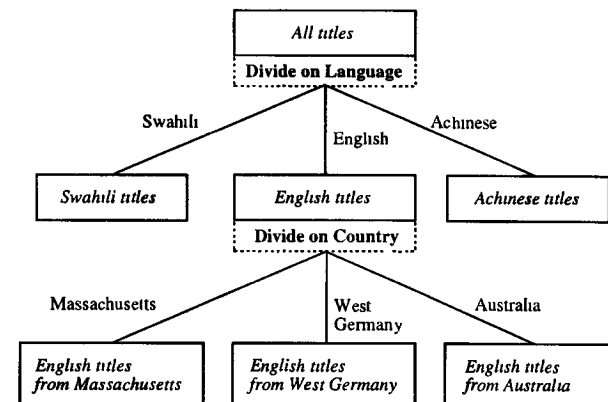 All titles
Divide on Language
Swahili
English
Achinese
Swahili titles
English titles
Achinese titles
Divide on Country
Massachusetts
West
Germany
Australia
English titles
from Massachusetts
English titles
from West Germany
English titles
from Australia